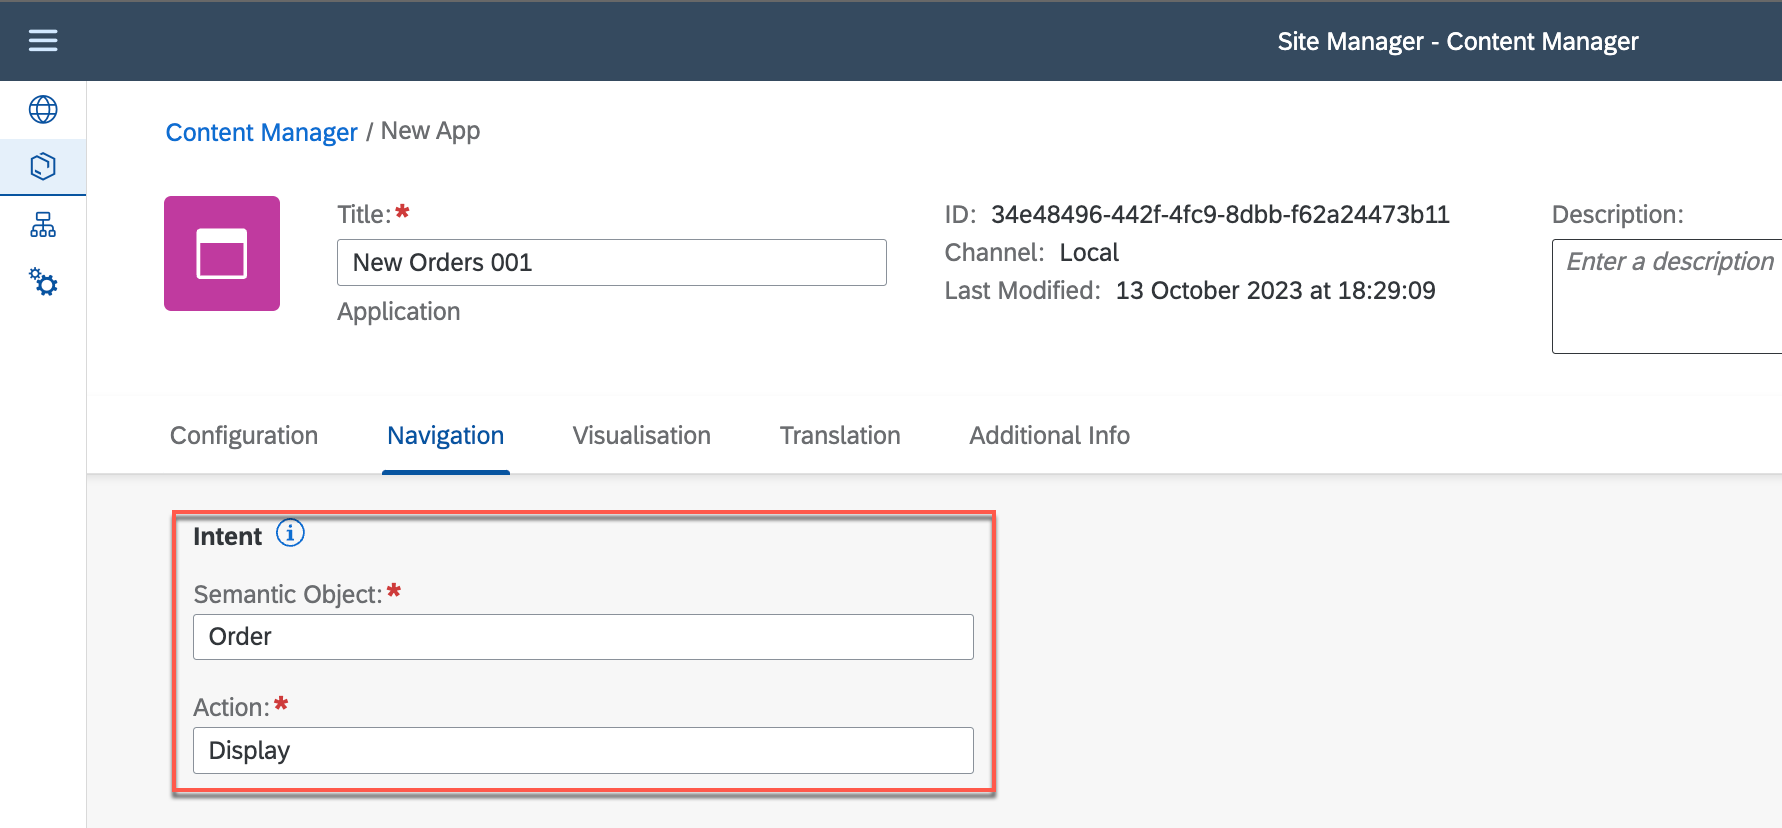 Site Manager - Content Manager
Content Manager / New App
Title:*
New Orders 001
Application
ID: 34e48496-442f-4fc9-8dbb-f62a24473b11
Channel: Local
Last Modified: 13 October 2023 at 18:29:09
Description:
Enter a description
Configuration Navigation Visualisation Translation Additional Info
Intent
Semantic Object:*
Order
Action:*
Display